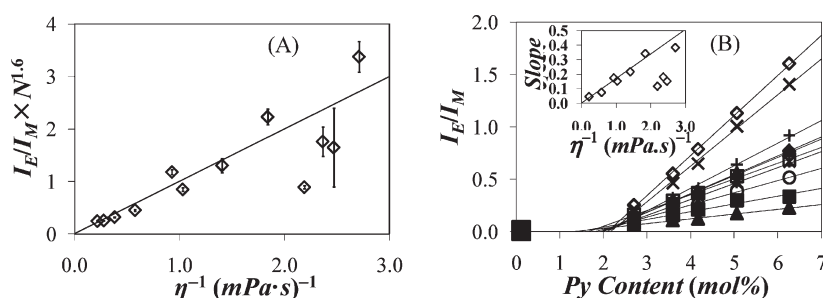 (A)
I_E/I_M × N^1.6
4
3
2
1
0
0.0 1.0 2.0 3.0
η⁻¹ (mPa·s)⁻¹
(B)
I_E/I_M
2.0
1.5
1.0
0.5
0.0
0 1 2 3 4 5 6 7
Py Content (mol%)
Slope
0.5
0.4
0.3
0.2
0.1
0.0
0.0 1.0 2.0 3.0
η⁻¹ (mPa.s)⁻¹